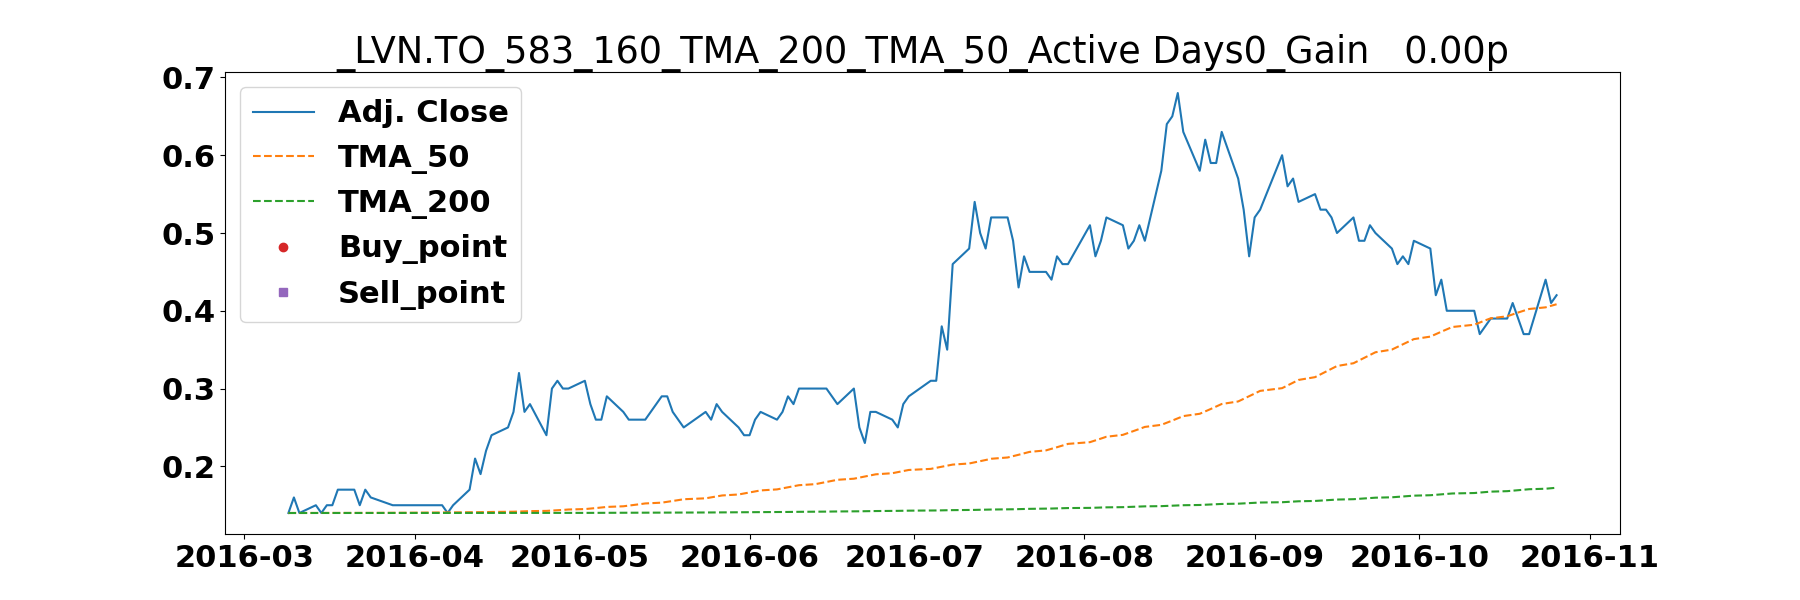 _LVN.TO_583_160_TMA_200_TMA_50_Active Days0_Gain   0.00p
0.7
0.6
0.5
0.4
0.3
0.2
Adj. Close
TMA_50
TMA_200
Buy_point
Sell_point
2016-03 2016-04 2016-05 2016-06 2016-07 2016-08 2016-09 2016-10 2016-11